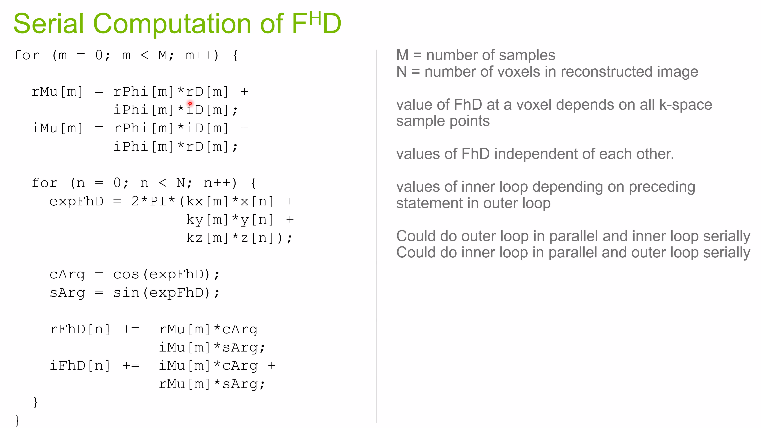 Serial Computation of FHD
for (m = 0; m < M; m++) {
rMu[m] = rPhi[m]*rD[m] +
iPhi[m]*iD[m];
iMu[m] = rPhi[m]*iD[m] -
iPhi[m]*rD[m];
for (n = 0; n < N; n++) {
expFhD = 2*PI*(kx[m]*x[n] +
ky[m]*y[n] +
kz[m]*z[n]);
cArg = cos(expFhD);
sArg = sin(expFhD);
rFhD[n] += rMu[m]*cArg
iMu[m]*sArg;
iFhD[n] += iMu[m]*cArg +
rMu[m]*sArg;
}
}
M = number of samples
N = number of voxels in reconstructed image
value of FhD at a voxel depends on all k-space
sample points
values of FhD independent of each other.
values of inner loop depending on preceding
statement in outer loop
Could do outer loop in parallel and inner loop serially
Could do inner loop in parallel and outer loop serially